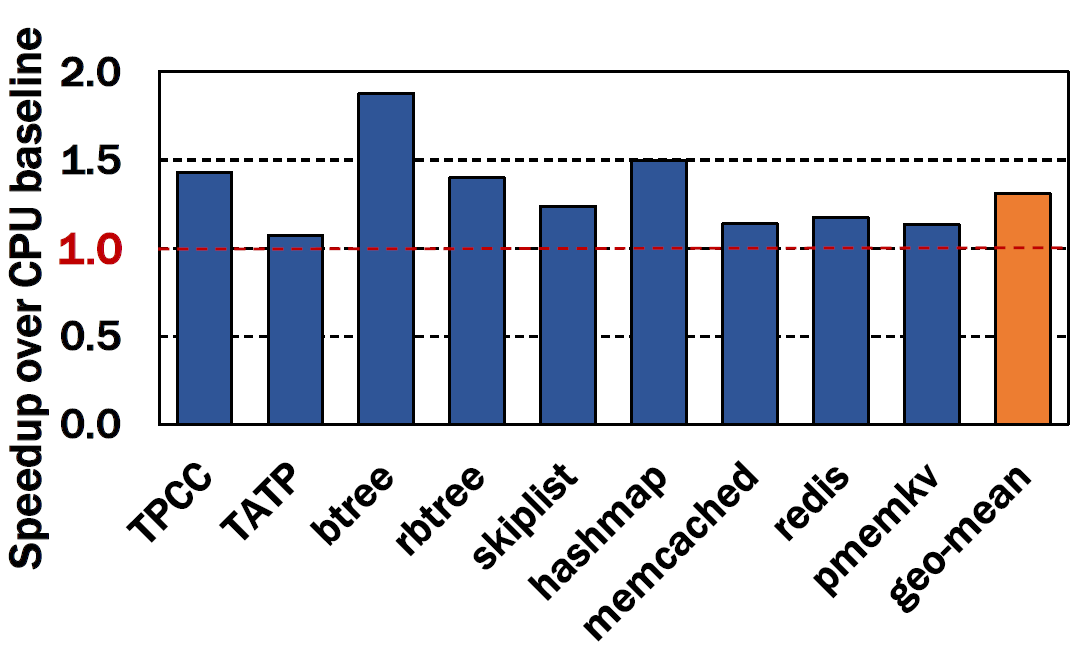 Speedup over CPU baseline
2.0
1.5
1.0
0.5
0.0
TPCC
TATP
btree
rbtree
skiplist
hashmap
memcached
redis
pmemkv
geo-mean